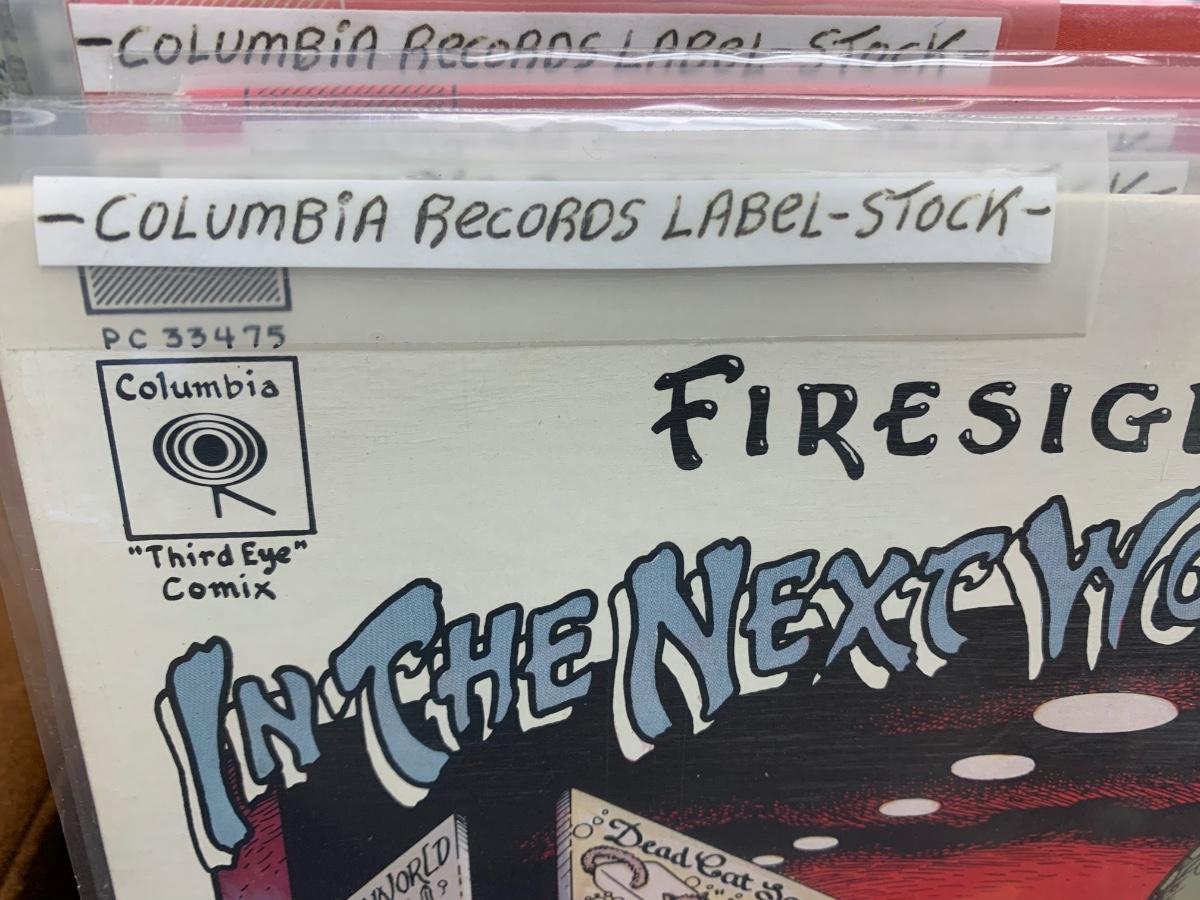 -COLUMBiA RECORDS LABEL-STOCK-
-COLUMBiA RECORDS LABEL-STOCK-
PC 33475
Columbia
"Third Eye"
Comix
FIRESIG
IN THE NEXT WO
WORLD
Dead Cat